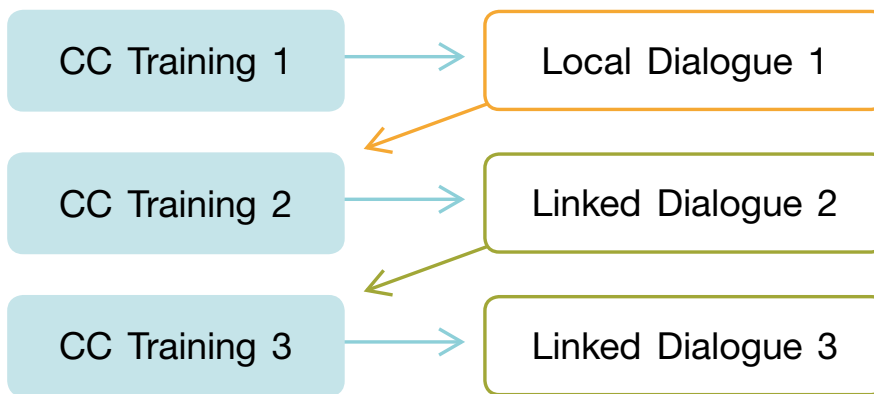 CC Training 1
Local Dialogue 1
CC Training 2
Linked Dialogue 2
CC Training 3
Linked Dialogue 3